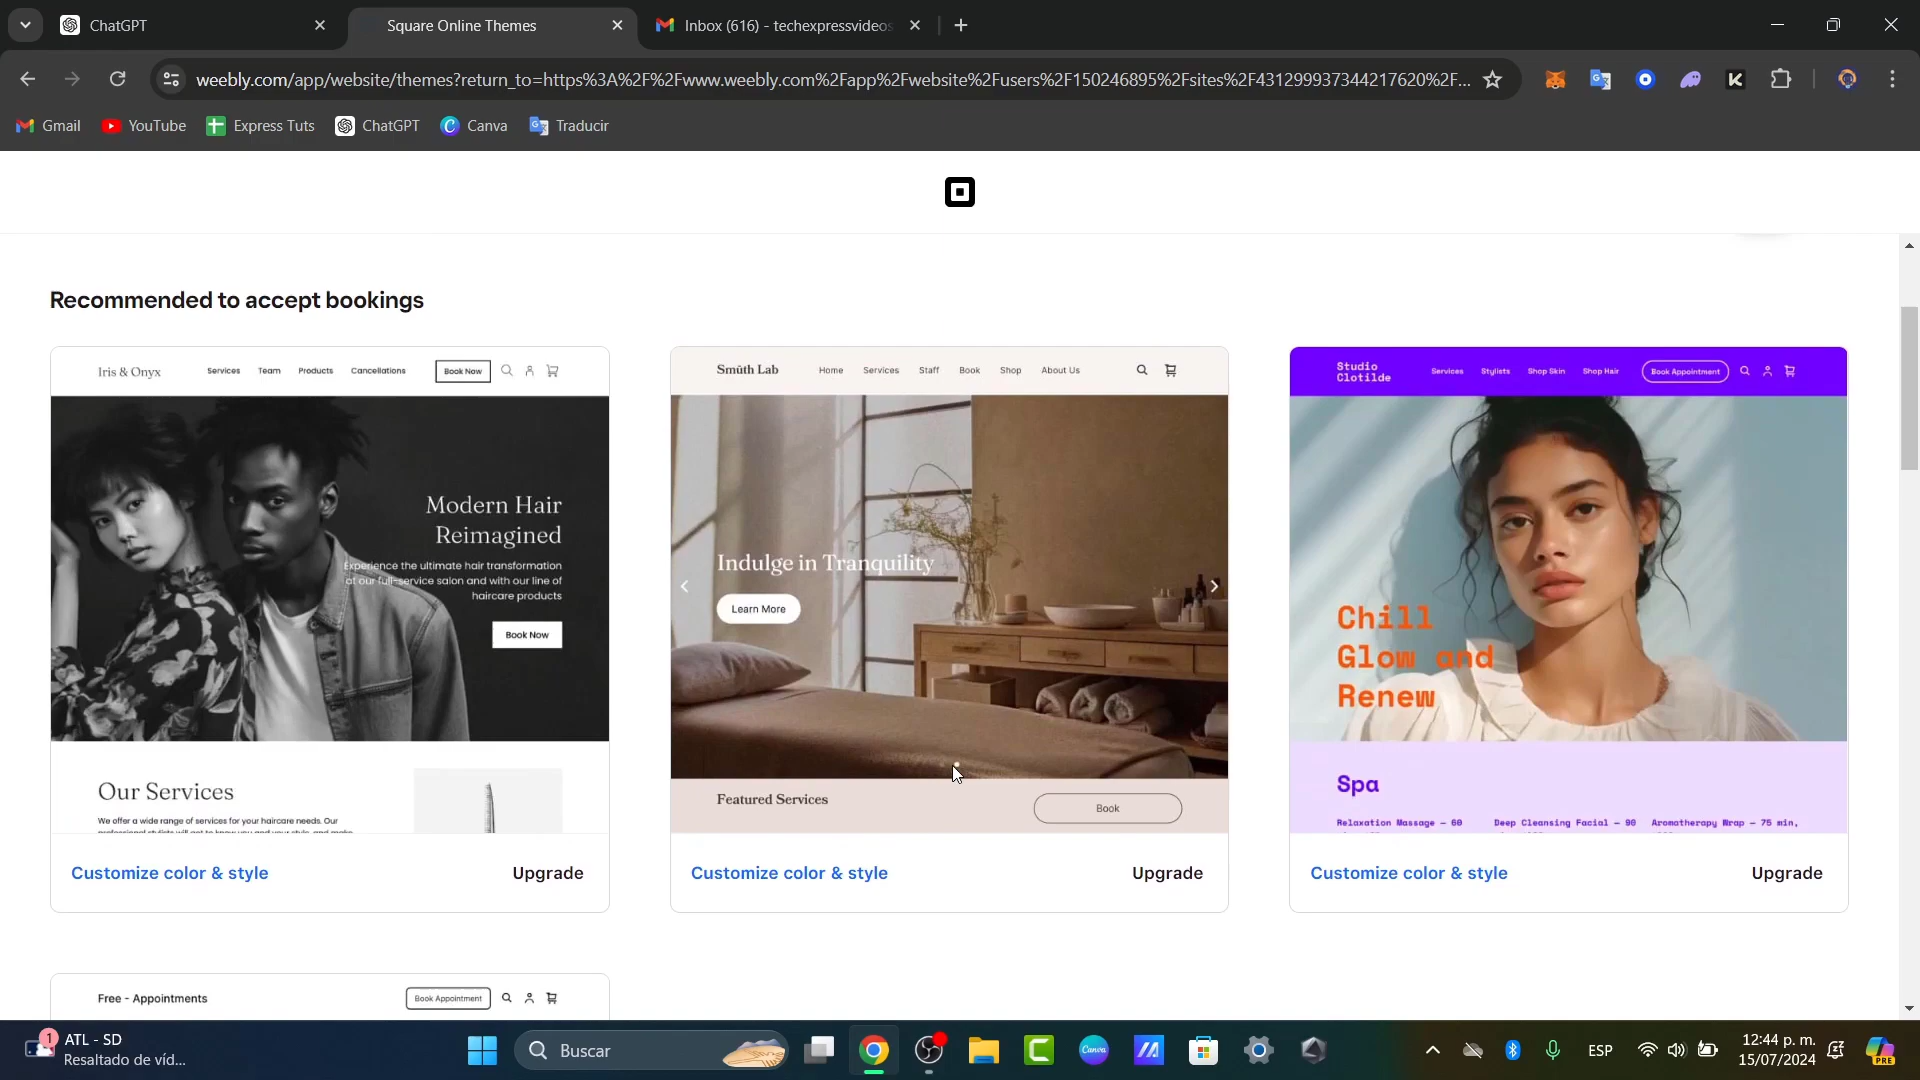 ChatGPT
Square Online Themes
Inbox (616) - techexpressvideos
weebly.com/app/website/themes?return_to=https%3A%2F%2Fwww.weebly.com%2Fapp%2Fwebsite%2Fusers%2F150246895%2Fsites%2F431299937344217620%2F...
Gmail
YouTube
Express Tuts
ChatGPT
Canva
Traducir
Recommended to accept bookings
Iris & Onyx
Services
Team
Products
Cancellations
Book Now
Modern Hair
Reimagined
Experience the ultimate hair transformation
at our full-service salon and with our line of
haircare products
Book Now
Our Services
We offer a wide range of services for your haircare needs. Our
Customize color & style
Upgrade
Smūth Lab
Home
Services
Staff
Book
Shop
About Us
Indulge in Tranquility
Learn More
Featured Services
Book
Customize color & style
Upgrade
Studio
Clotilde
Services
Stylists
Shop Skin
Shop Hair
Book Appointment
Chill
Glow and
Renew
Spa
Relaxation Massage — 60
Deep Cleansing Facial — 90
Aromatherapy Wrap — 75 min,
Customize color & style
Upgrade
Free - Appointments
Book Appointment
1
ATL - SD
Resaltado de víd...
Buscar
Canva
ESP
12:44 p. m.
15/07/2024
PRE